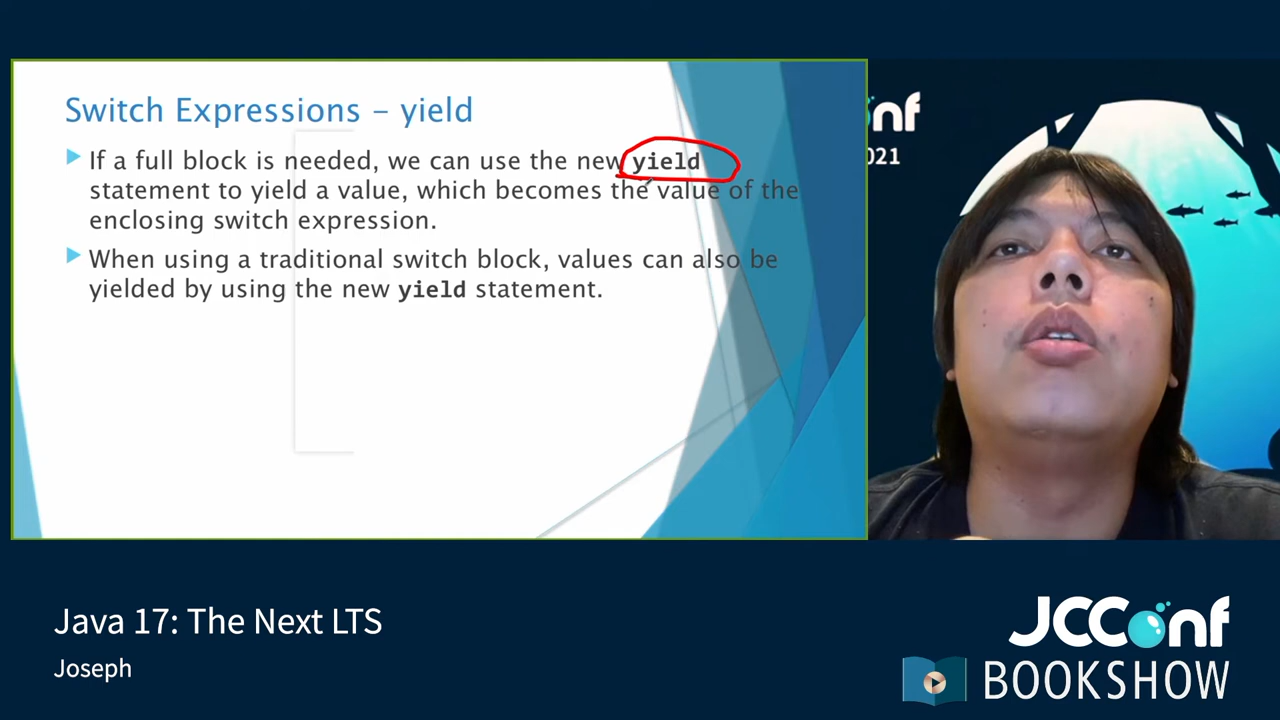 Switch Expressions – yield
If a full block is needed, we can use the new yield
statement to yield a value, which becomes the value of the
enclosing switch expression.
When using a traditional switch block, values can also be
yielded by using the new yield statement.
nf
021
Java 17: The Next LTS
Joseph
JCConf
BOOKSHOW